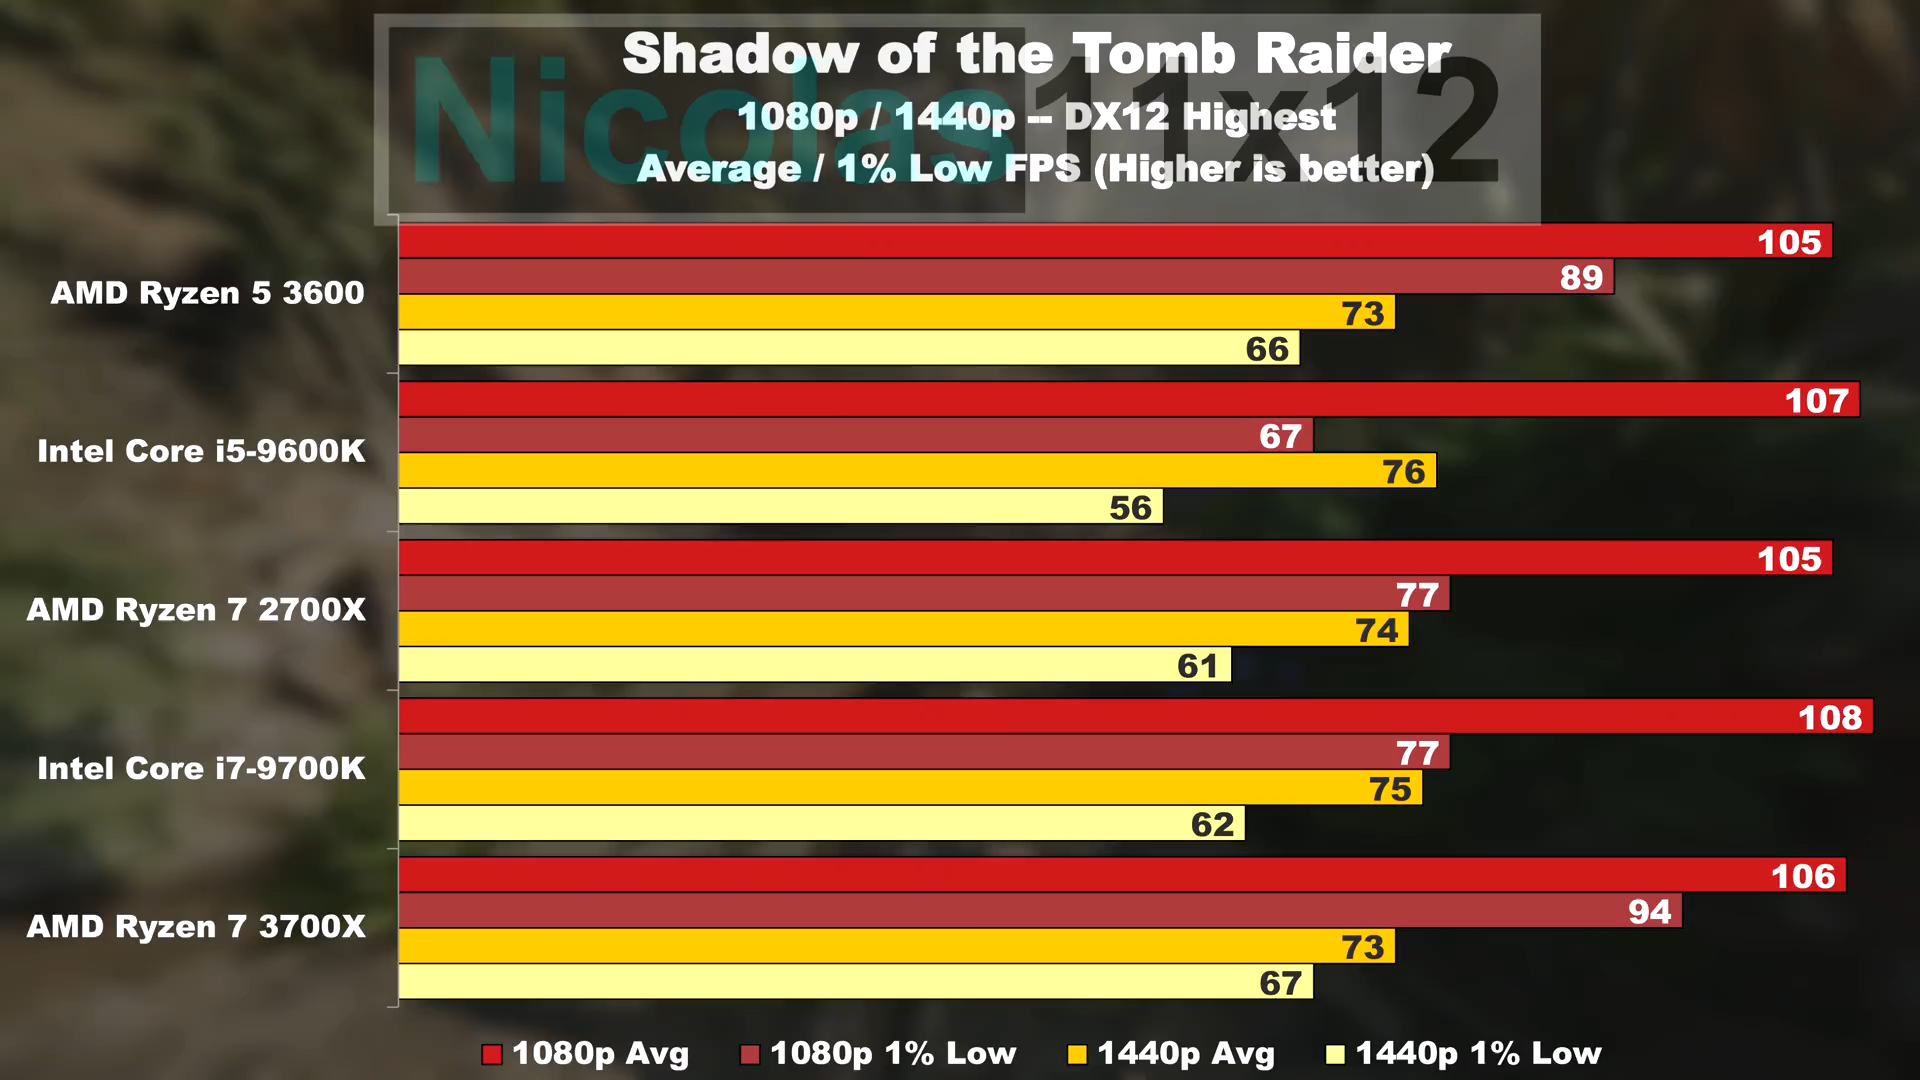 Shadow of the Tomb Raider
1080p / 1440p -- DX12 Highest
Average / 1% Low FPS (Higher is better)
Nicolas11x12
AMD Ryzen 5 3600
105
89
73
66
Intel Core i5-9600K
107
67
76
56
AMD Ryzen 7 2700X
105
77
74
61
Intel Core i7-9700K
108
77
75
62
AMD Ryzen 7 3700X
106
94
73
67
1080p Avg 1080p 1% Low 1440p Avg 1440p 1% Low